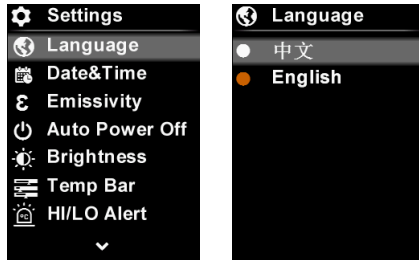 Settings
Language
Date&Time
Emissivity
Auto Power Off
Brightness
Temp Bar
HI/LO Alert
Language
中文
English